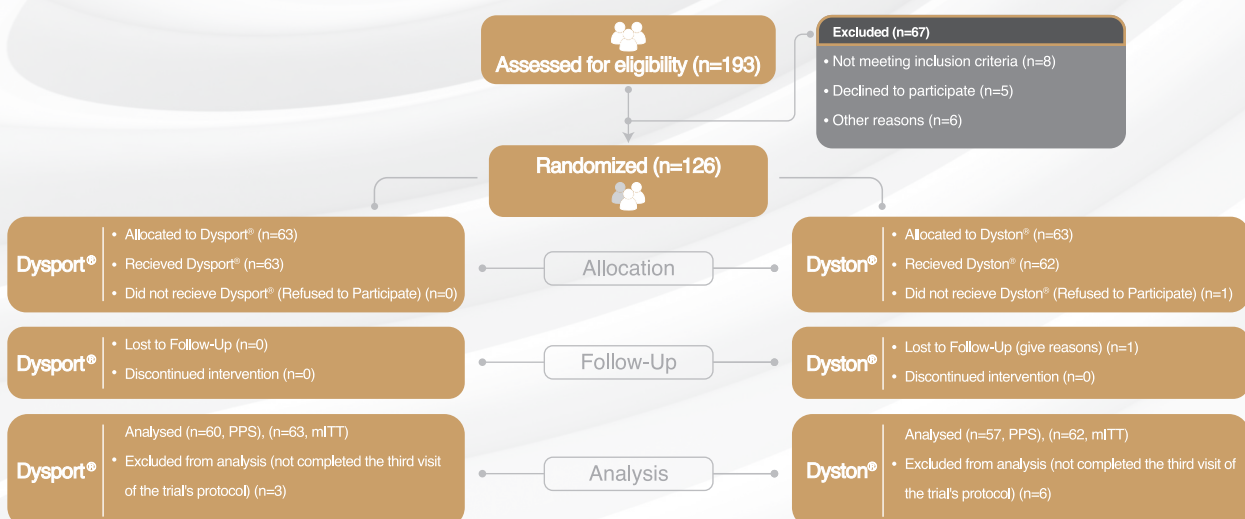 Assessed for eligibility (n=193)
Excluded (n=67)
• Not meeting inclusion criteria (n=8)
• Declined to participate (n=5)
• Other reasons (n=6)
Randomized (n=126)
Dysport®
• Allocated to Dysport® (n=63)
• Recieved Dysport® (n=63)
• Did not recieve Dysport® (Refused to Participate) (n=0)
Allocation
Dyston®
• Allocated to Dyston® (n=63)
• Recieved Dyston® (n=62)
• Did not recieve Dyston® (Refused to Participate) (n=1)
Dysport®
• Lost to Follow-Up (n=0)
• Discontinued intervention (n=0)
Follow-Up
Dyston®
• Lost to Follow-Up (give reasons) (n=1)
• Discontinued intervention (n=0)
Dysport®
Analysed (n=60, PPS), (n=63, mITT)
• Excluded from analysis (not completed the third visit
of the trial's protocol) (n=3)
Analysis
Dyston®
Analysed (n=57, PPS), (n=62, mITT)
• Excluded from analysis (not completed the third visit of
the trial's protocol) (n=6)